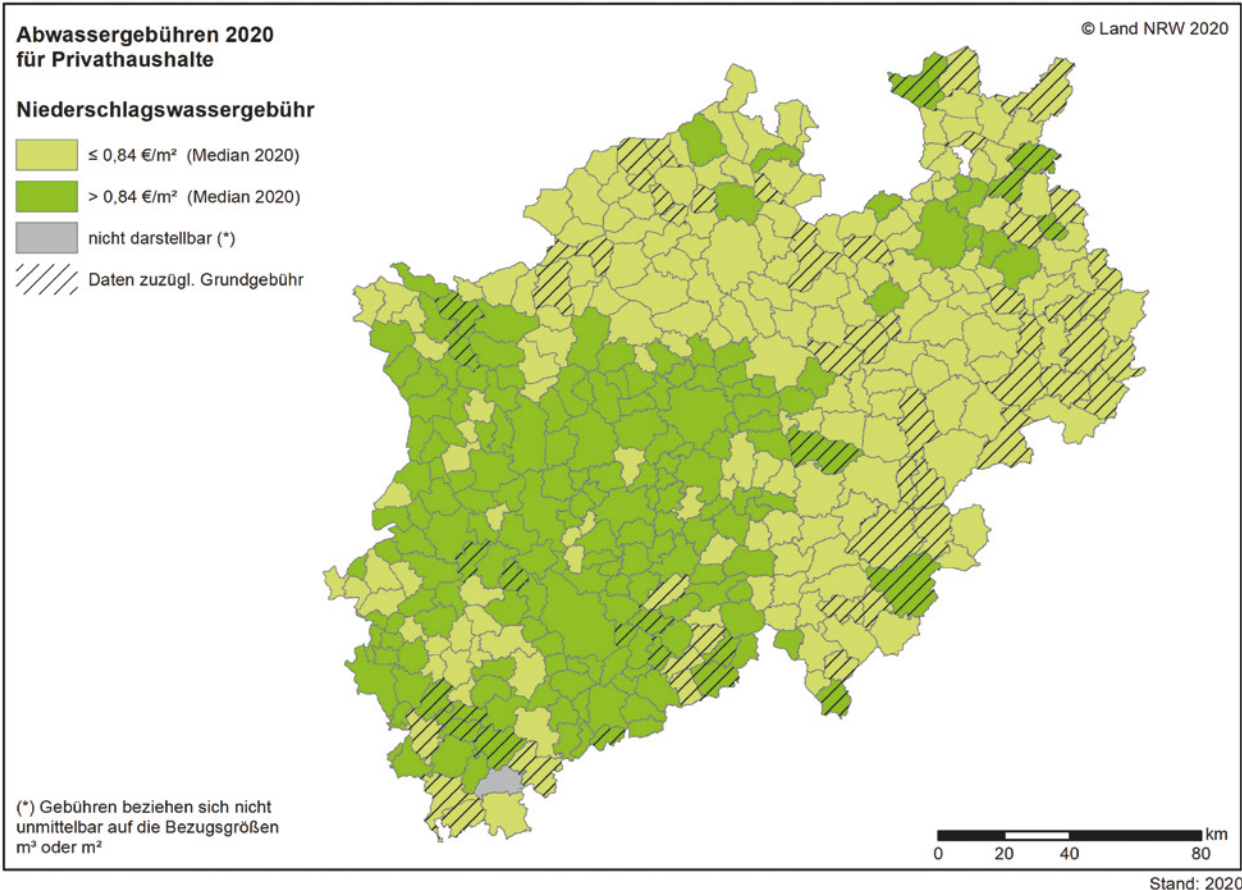 Abwassergebühren 2020
für Privathaushalte
© Land NRW 2020
Niederschlagswassergebühr
≤ 0,84 €/m² (Median 2020)
> 0,84 €/m² (Median 2020)
nicht darstellbar (*)
Daten zuzügl. Grundgebühr
(*) Gebühren beziehen sich nicht
unmittelbar auf die Bezugsgrößen
m³ oder m²
km
0 20 40 80
Stand: 2020